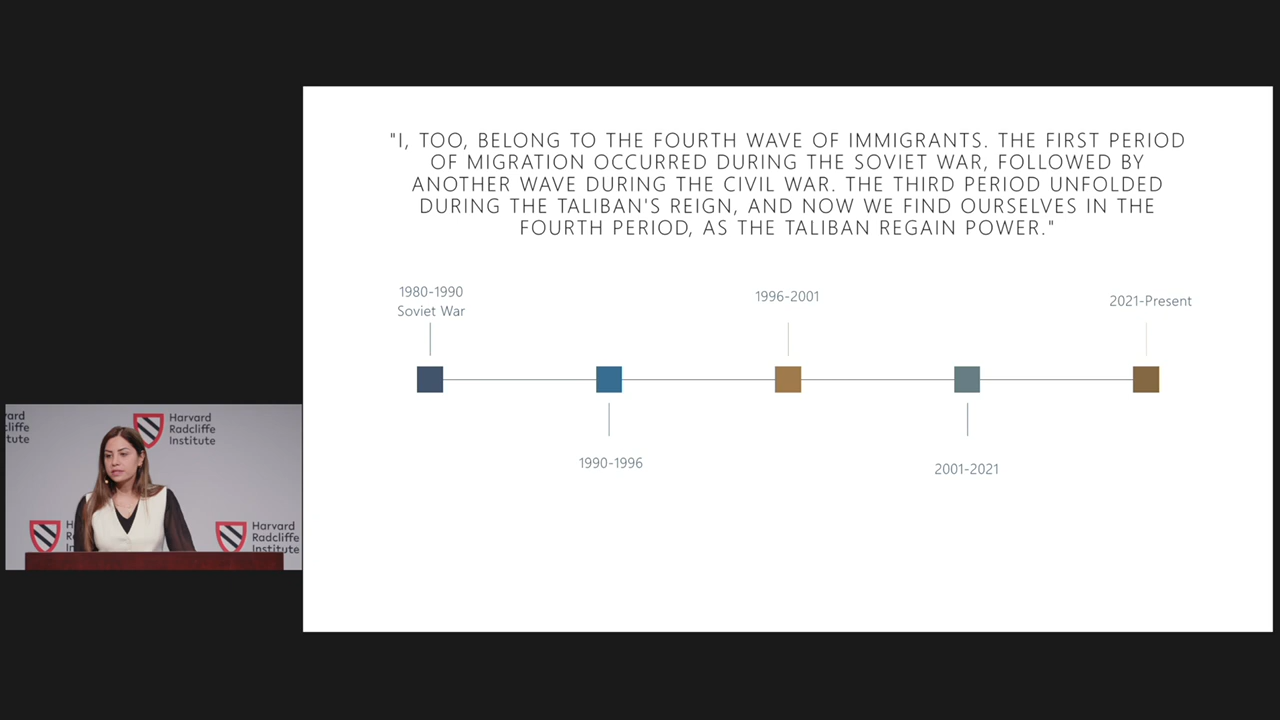 "I, TOO, BELONG TO THE FOURTH WAVE OF IMMIGRANTS. THE FIRST PERIOD
OF MIGRATION OCCURRED DURING THE SOVIET WAR, FOLLOWED BY
ANOTHER WAVE DURING THE CIVIL WAR. THE THIRD PERIOD UNFOLDED
DURING THE TALIBAN'S REIGN, AND NOW WE FIND OURSELVES IN THE
FOURTH PERIOD, AS THE TALIBAN REGAIN POWER."
1980-1990
Soviet War
1996-2001
2021-Present
1990-1996
2001-2021
Harvard
Radcliffe
Institute
Harvard
Radcliffe
Institute